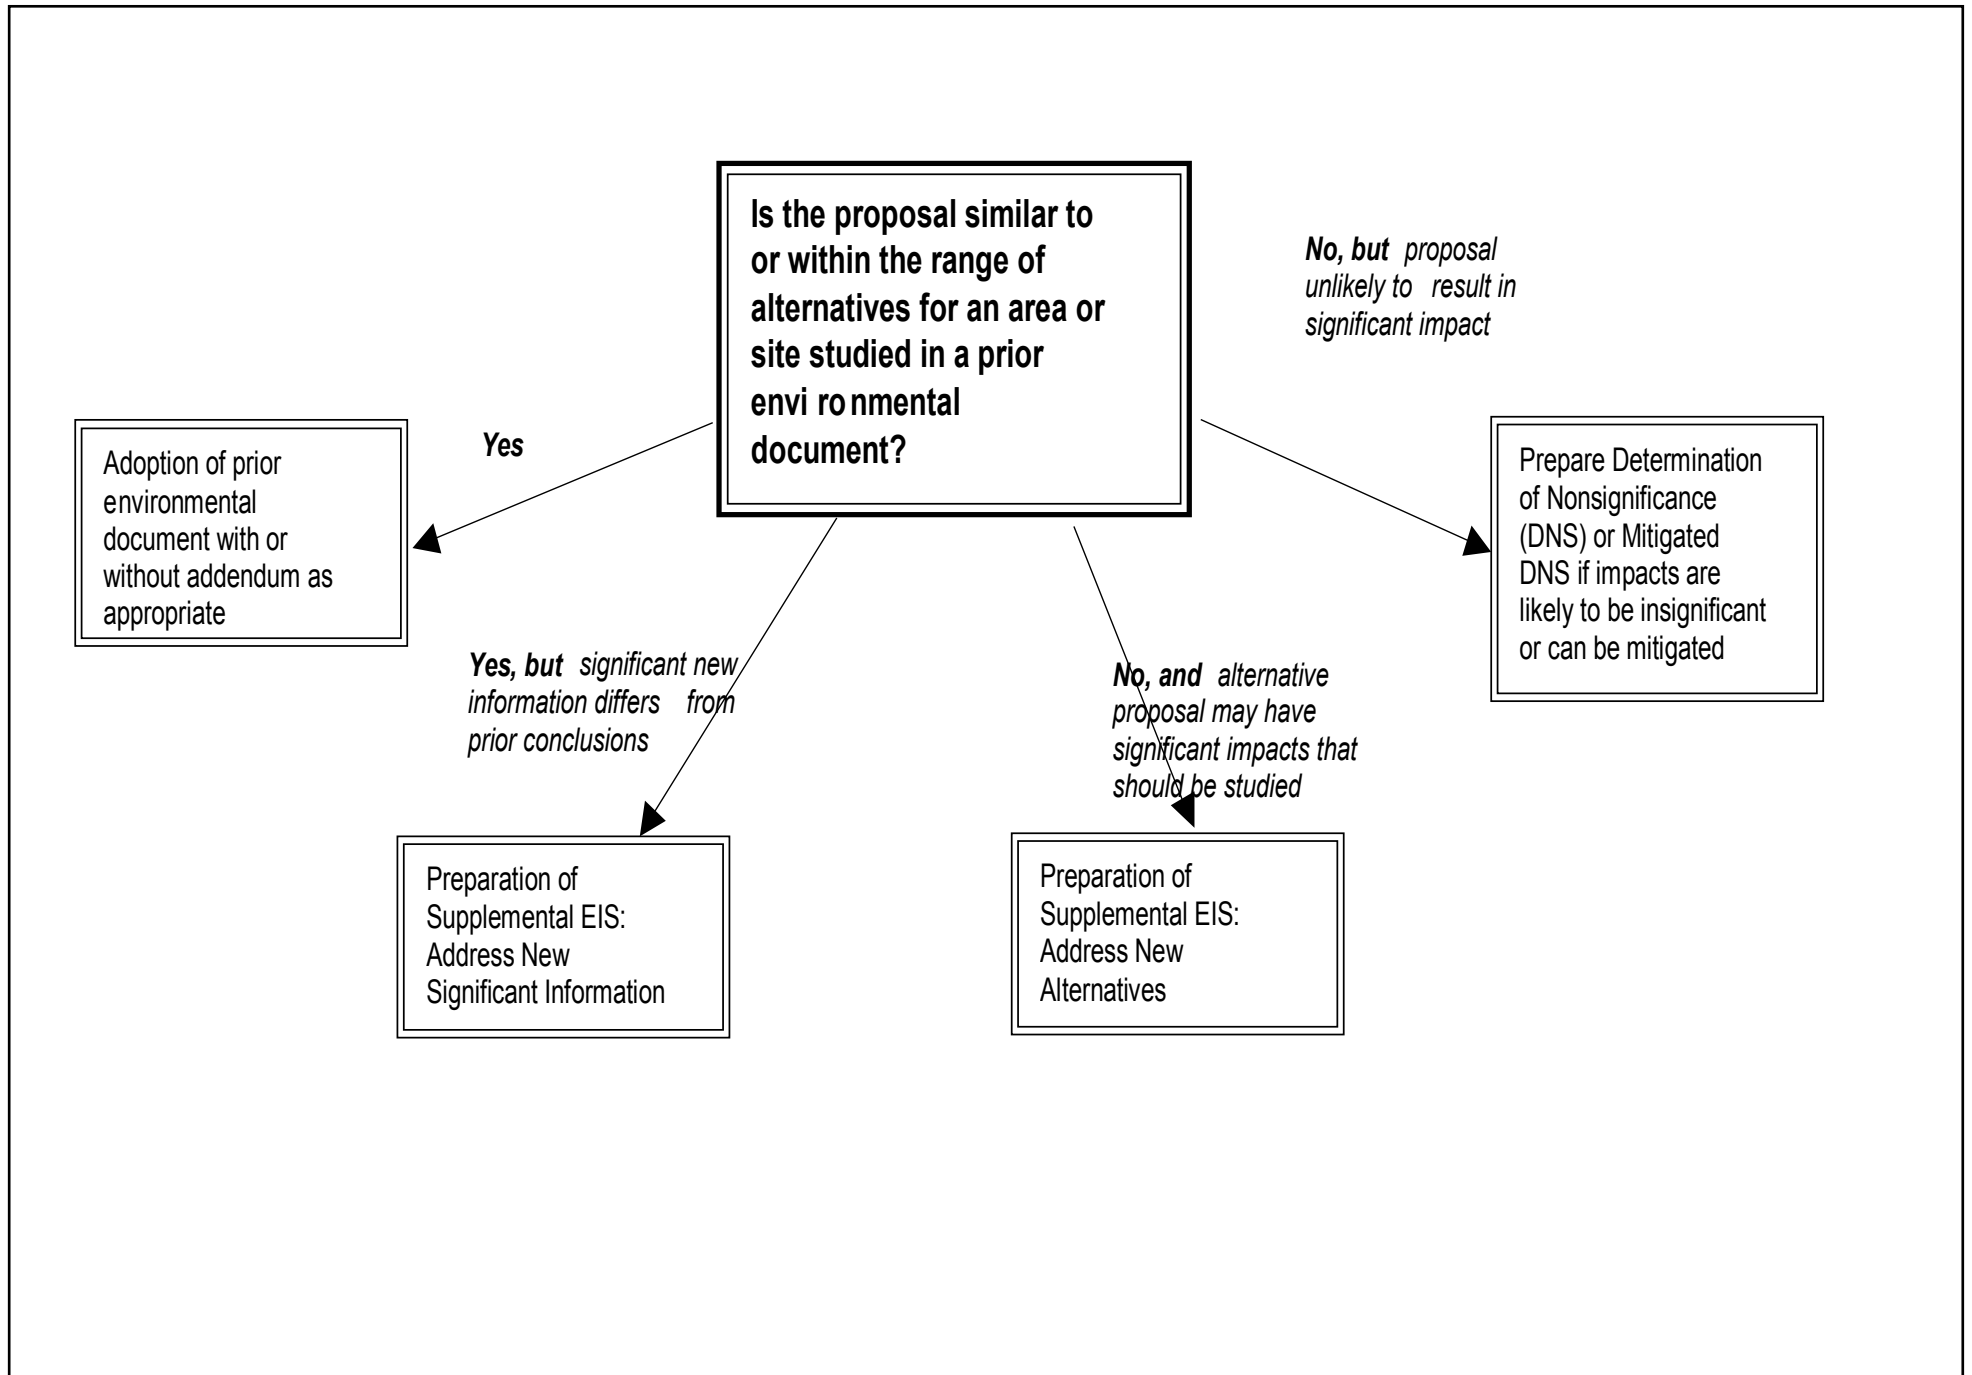 Is the proposal similar to
or within the range of
alternatives for an area or
site studied in a prior
envi ronmental
document?
No, but proposal
unlikely to result in
significant impact
Yes
Adoption of prior
environmental
document with or
without addendum as
appropriate
Prepare Determination
of Nonsignificance
(DNS) or Mitigated
DNS if impacts are
likely to be insignificant
or can be mitigated
Yes, but significant new
information differs from
prior conclusions
No, and alternative
proposal may have
significant impacts that
should be studied
Preparation of
Supplemental EIS:
Address New
Significant Information
Preparation of
Supplemental EIS:
Address New
Alternatives